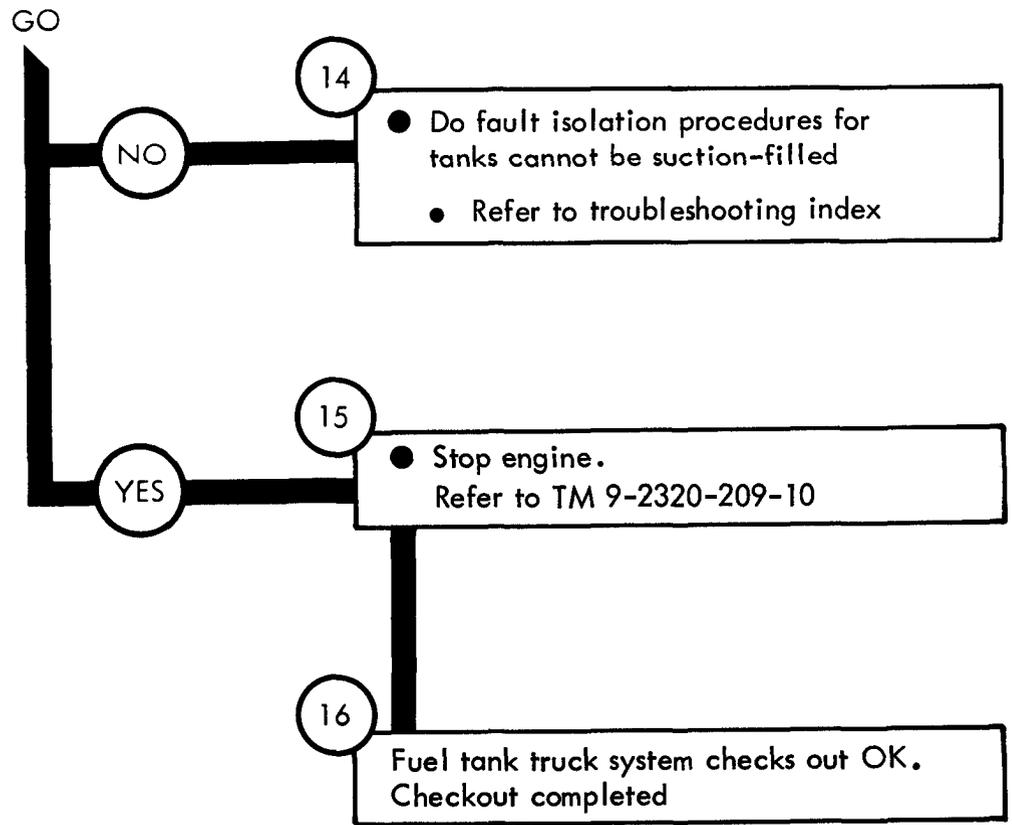 GO
14
● Do fault isolation procedures for
tanks cannot be suction-filled
● Refer to troubleshooting index
NO
15
● Stop engine.
Refer to TM 9-2320-209-10
YES
16
Fuel tank truck system checks out OK.
Checkout completed